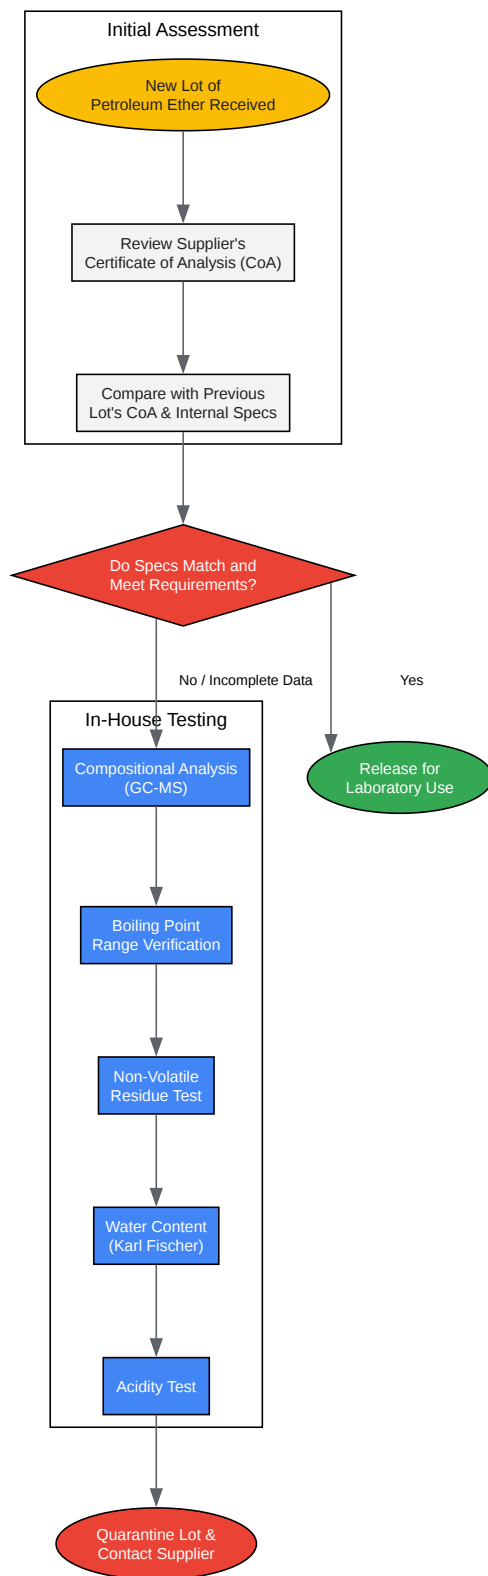 Initial Assessment
New Lot of
Petroleum Ether Received
Review Supplier's
Certificate of Analysis (CoA)
Compare with Previous
Lot's CoA & Internal Specs
Do Specs Match and
Meet Requirements?
No / Incomplete Data
Yes
In-House Testing
Compositional Analysis
(GC-MS)
Release for
Laboratory Use
Boiling Point
Range Verification
Non-Volatile
Residue Test
Water Content
(Karl Fischer)
Acidity Test
Quarantine Lot &
Contact Supplier